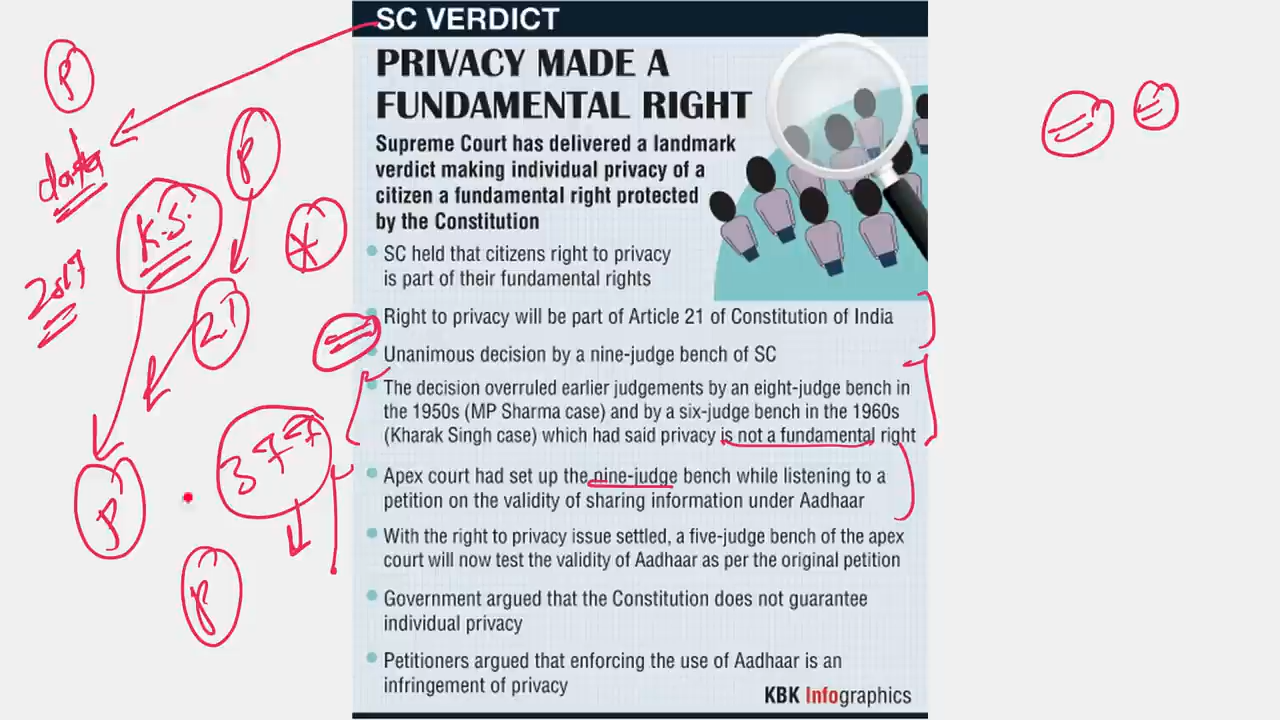 SC VERDICT
PRIVACY MADE A
FUNDAMENTAL RIGHT
Supreme Court has delivered a landmark
verdict making individual privacy of a
citizen a fundamental right protected
by the Constitution
SC held that citizens right to privacy
is part of their fundamental rights
Right to privacy will be part of Article 21 of Constitution of India
Unanimous decision by a nine-judge bench of SC
The decision overruled earlier judgements by an eight-judge bench in
the 1950s (MP Sharma case) and by a six-judge bench in the 1960s
(Kharak Singh case) which had said privacy is not a fundamental right
Apex court had set up the nine-judge bench while listening to a
petition on the validity of sharing information under Aadhaar
With the right to privacy issue settled, a five-judge bench of the apex
court will now test the validity of Aadhaar as per the original petition
Government argued that the Constitution does not guarantee
individual privacy
Petitioners argued that enforcing the use of Aadhaar is an
infringement of privacy
KBK Infographics
P
P
K.S.
2017
21
377
P
P